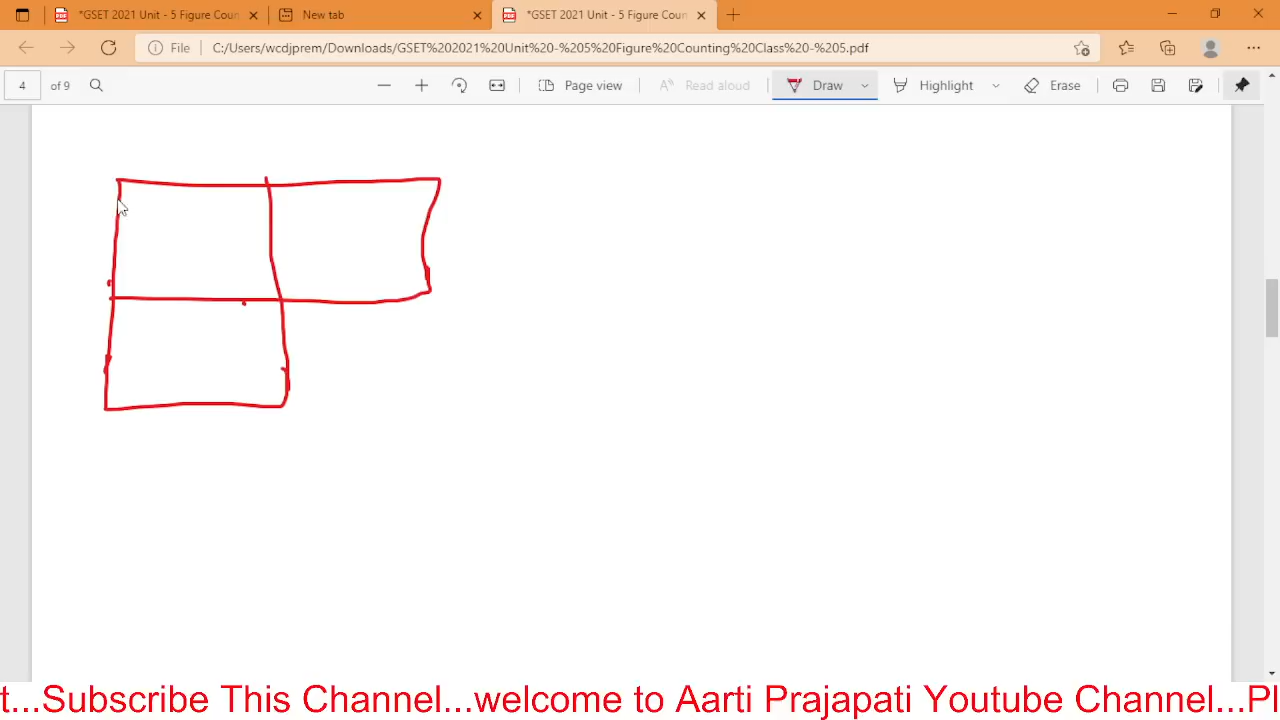 *GSET 2021 Unit - 5 Figure Coun
New tab
*GSET 2021 Unit - 5 Figure Coun
File
C:/Users/wcdjprem/Downloads/GSET%202021%20Unit%20-%205%20Figure%20Counting%20Class%20-%205.pdf
4 of 9
Page view
Read aloud
Draw
Highlight
Erase
t...Subscribe This Channel...welcome to Aarti Prajapati Youtube Channel...Pl